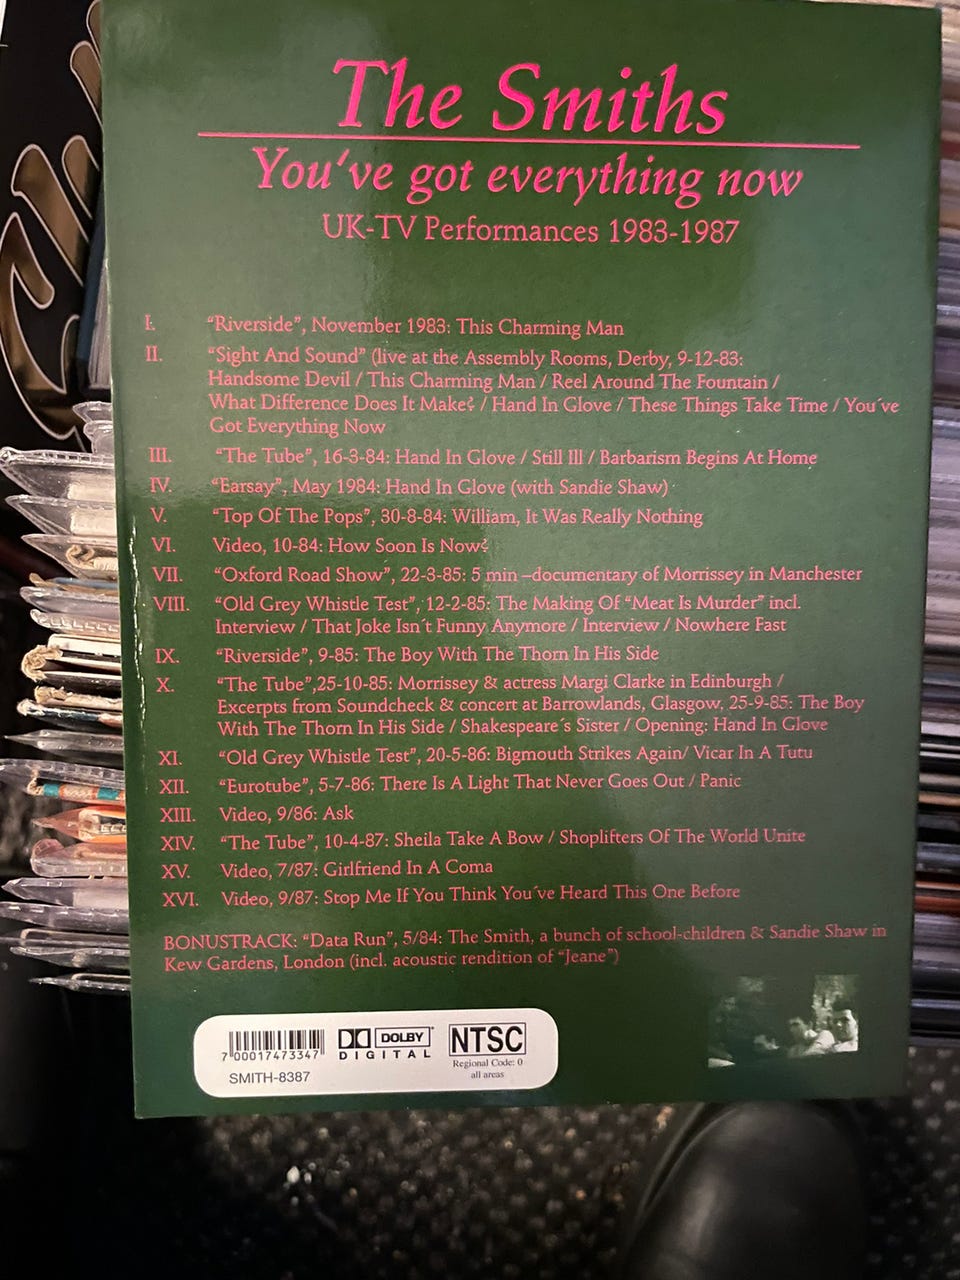 The Smiths
You've got everything now
UK-TV Performances 1983-1987
I. "Riverside", November 1983: This Charming Man
II. "Sight And Sound" (live at the Assembly Rooms, Derby, 9-12-83:
Handsome Devil / This Charming Man / Reel Around The Fountain /
What Difference Does It Make? / Hand In Glove / These Things Take Time / You´ve
Got Everything Now
III. "The Tube", 16-3-84: Hand In Glove / Still Ill / Barbarism Begins At Home
IV. "Earsay", May 1984: Hand In Glove (with Sandie Shaw)
V. "Top Of The Pops", 30-8-84: William, It Was Really Nothing
VI. Video, 10-84: How Soon Is Now?
VII. "Oxford Road Show", 22-3-85: 5 min –documentary of Morrissey in Manchester
VIII. "Old Grey Whistle Test", 12-2-85: The Making Of "Meat Is Murder" incl.
Interview / That Joke Isn´t Funny Anymore / Interview / Nowhere Fast
IX. "Riverside", 9-85: The Boy With The Thorn In His Side
X. "The Tube",25-10-85: Morrissey & actress Margi Clarke in Edinburgh /
Excerpts from Soundcheck & concert at Barrowlands, Glasgow, 25-9-85: The Boy
With The Thorn In His Side / Shakespeare´s Sister / Opening: Hand In Glove
XI. "Old Grey Whistle Test", 20-5-86: Bigmouth Strikes Again/ Vicar In A Tutu
XII. "Eurotube", 5-7-86: There Is A Light That Never Goes Out / Panic
XIII. Video, 9/86: Ask
XIV. "The Tube", 10-4-87: Sheila Take A Bow / Shoplifters Of The World Unite
XV. Video, 7/87: Girlfriend In A Coma
XVI. Video, 9/87: Stop Me If You Think You´ve Heard This One Before
BONUSTRACK: "Data Run", 5/84: The Smith, a bunch of school-children & Sandie Shaw in
Kew Gardens, London (incl. acoustic rendition of "Jeane")
7 00017 47334 7
SMITH-8387
DOLBY
DIGITAL
NTSC
Regional Code: 0
all areas